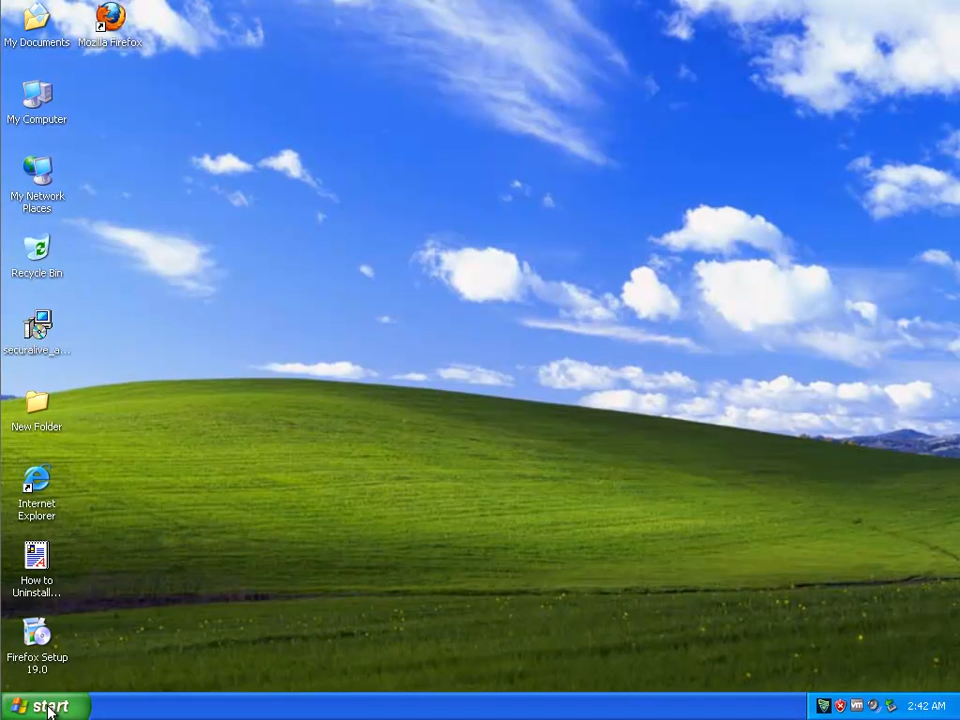 My Documents
Mozilla Firefox
My Computer
My Network
Places
Recycle Bin
securalive_a...
New Folder
Internet
Explorer
How to
Uninstall...
Firefox Setup
19.0
start
vm
2:42 AM